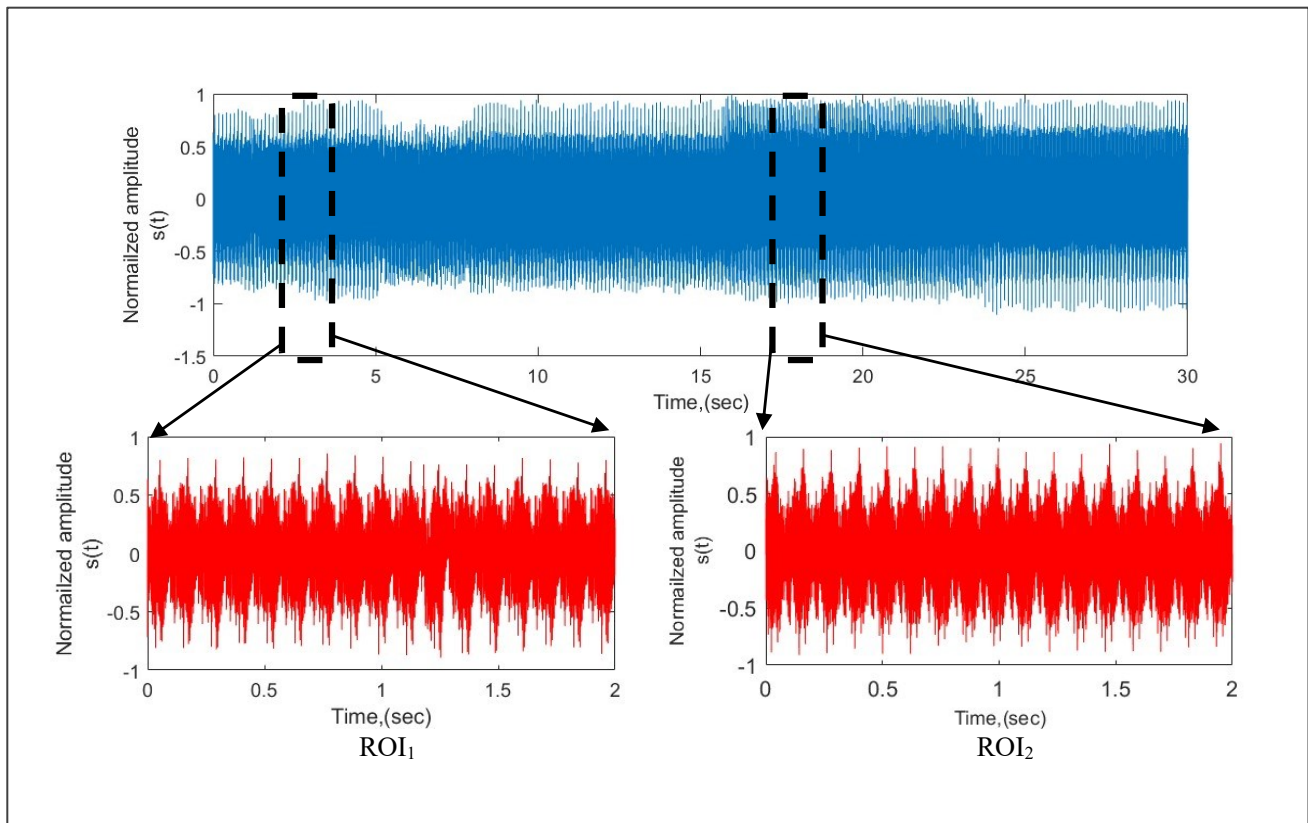 1
0.5
0
-0.5
-1
-1.5
Normailzed amplitude
s(t)
0 5 10 15 20 25 30
Time,(sec)
1
0.5
0
-0.5
-1
Normailzed amplitude
s(t)
0 0.5 1 1.5 2
Time,(sec)
ROI₁
1
0.5
0
-0.5
-1
Normailzed amplitude
s(t)
0 0.5 1 1.5 2
Time,(sec)
ROI₂